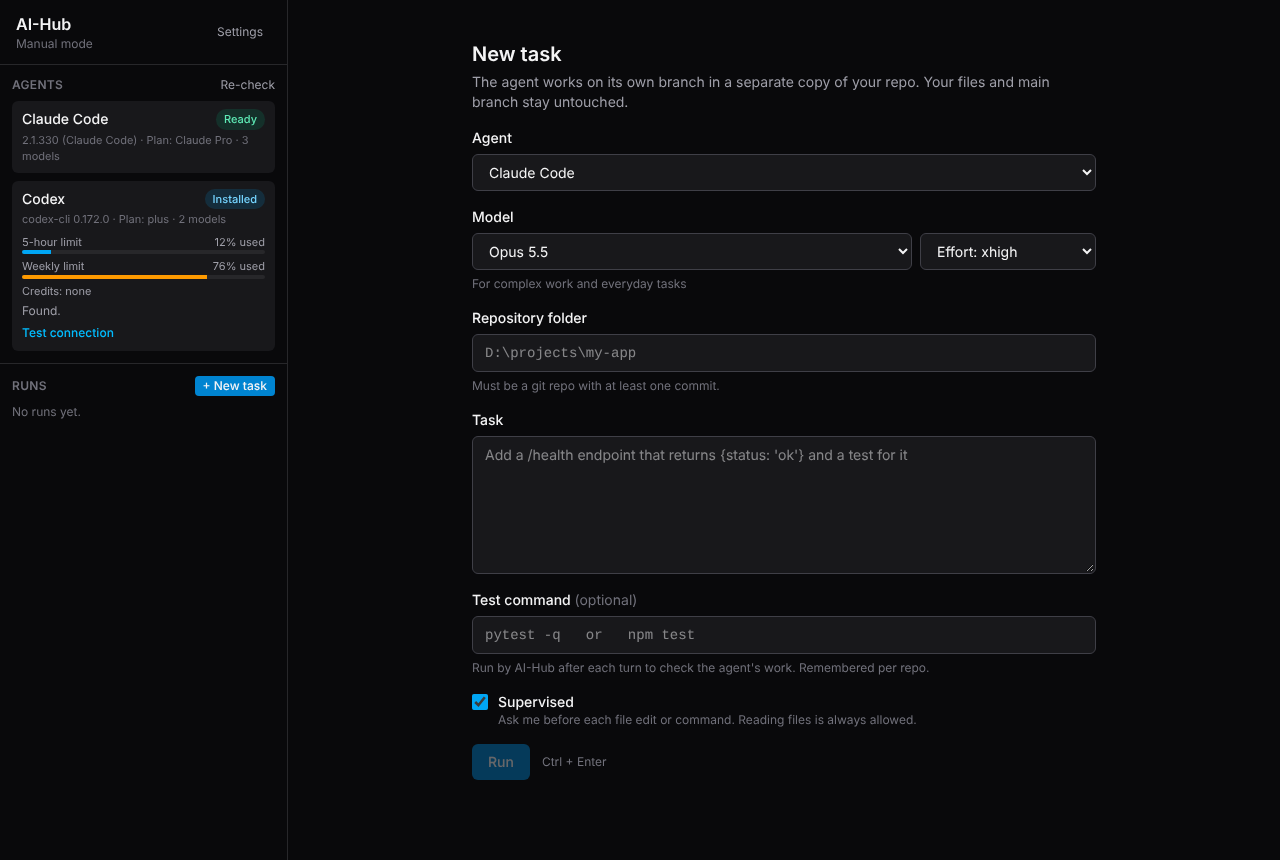 AI-Hub
Manual mode
Settings
AGENTS
Re-check
Claude Code
Ready
2.1.330 (Claude Code) · Plan: Claude Pro · 3
models
Codex
Installed
codex-cli 0.172.0 · Plan: plus · 2 models
5-hour limit
12% used
Weekly limit
76% used
Credits: none
Found.
Test connection
RUNS
+ New task
No runs yet.
New task
The agent works on its own branch in a separate copy of your repo. Your files and main
branch stay untouched.
Agent
Claude Code
Model
Opus 5.5
Effort: xhigh
For complex work and everyday tasks
Repository folder
D:\projects\my-app
Must be a git repo with at least one commit.
Task
Add a /health endpoint that returns {status: 'ok'} and a test for it
Test command (optional)
pytest -q   or   npm test
Run by AI-Hub after each turn to check the agent's work. Remembered per repo.
Supervised
Ask me before each file edit or command. Reading files is always allowed.
Run
Ctrl + Enter